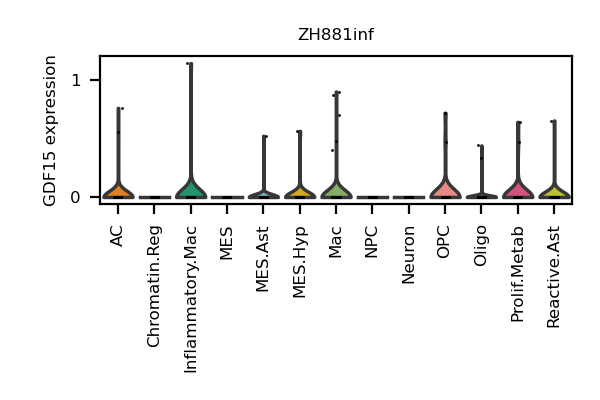 ZH881inf
GDF15 expression
1
0
AC
Chromatin.Reg
Inflammatory.Mac
MES
MES.Ast
MES.Hyp
Mac
NPC
Neuron
OPC
Oligo
Prolif.Metab
Reactive.Ast